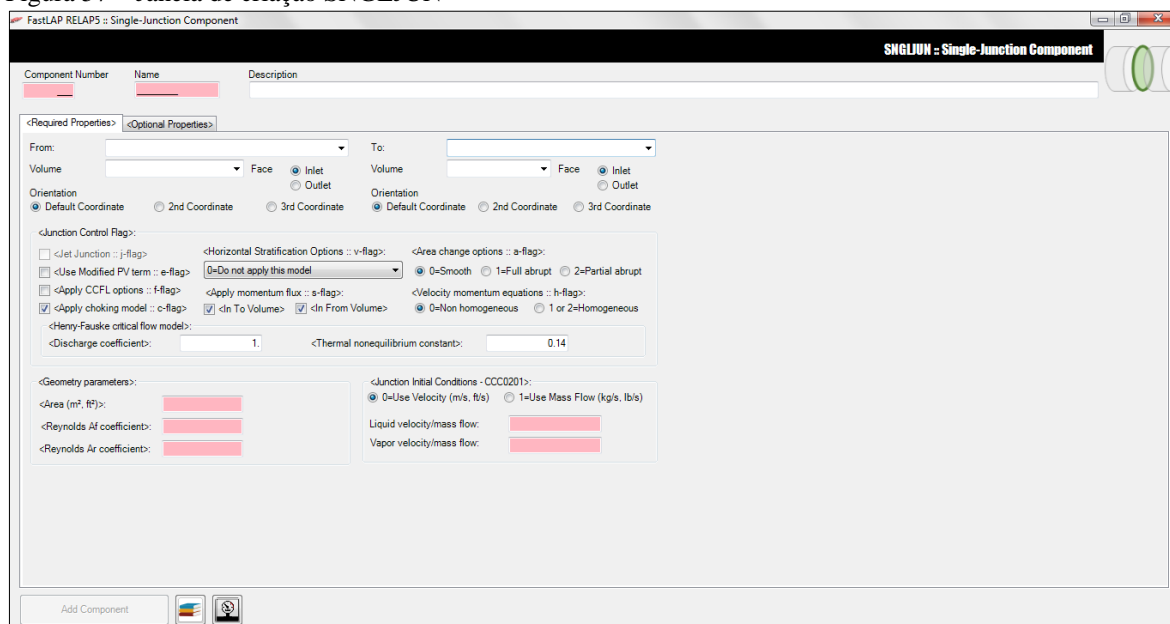 FastLAP RELAP5 :: Single-Junction Component
SNGLJUN :: Single-Junction Component
Component Number Name Description
<Required Properties> <Optional Properties>
From: To:
Volume Face Inlet Volume Face Inlet
Outlet Outlet
Orientation Orientation
Default Coordinate 2nd Coordinate 3rd Coordinate Default Coordinate 2nd Coordinate 3rd Coordinate
<Junction Control Flag>:
<Jet Junction :: j-flag> <Horizontal Stratification Options :: v-flag>: <Area change options :: a-flag>:
<Use Modified PV term :: e-flag> 0=Do not apply this model 0=Smooth 1=Full abrupt 2=Partial abrupt
<Apply CCFL options :: f-flag> <Apply momentum flux :: s-flag>: <Velocity momentum equations :: h-flag>:
<Apply choking model :: c-flag> <In To Volume> <In From Volume> 0=Non homogeneous 1 or 2=Homogeneous
<Henry-Fauske critical flow model>:
<Discharge coefficient>: 1. <Thermal nonequilibrium constant>: 0.14
<Geometry parameters>: <Junction Initial Conditions - CCC0201>:
<Area (m², ft²)>: 0=Use Velocity (m/s, ft/s) 1=Use Mass Flow (kg/s, lb/s)
<Reynolds Af coefficient>: Liquid velocity/mass flow:
<Reynolds Ar coefficient>: Vapor velocity/mass flow:
Add Component